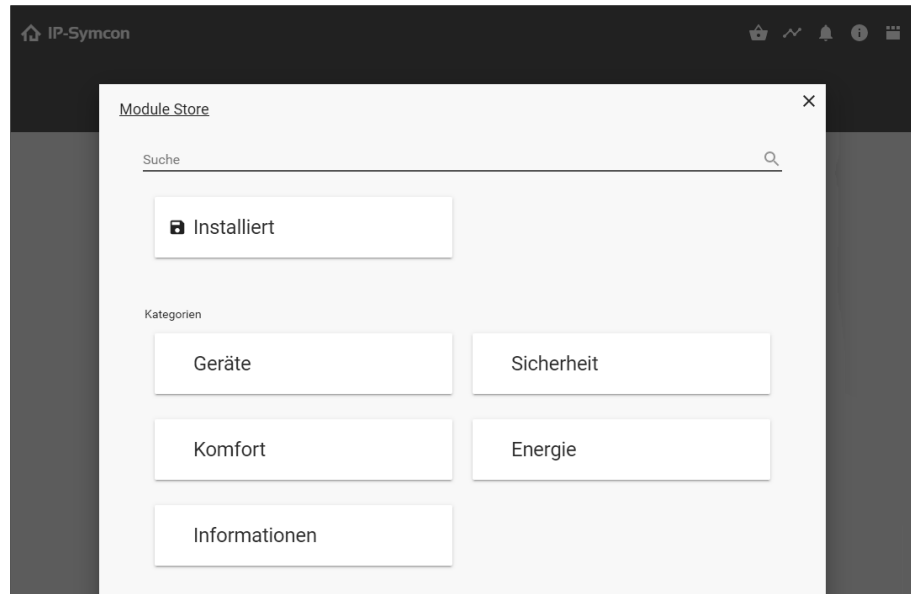 IP-Symcon
Module Store
Suche
Installiert
Kategorien
Geräte
Sicherheit
Komfort
Energie
Informationen